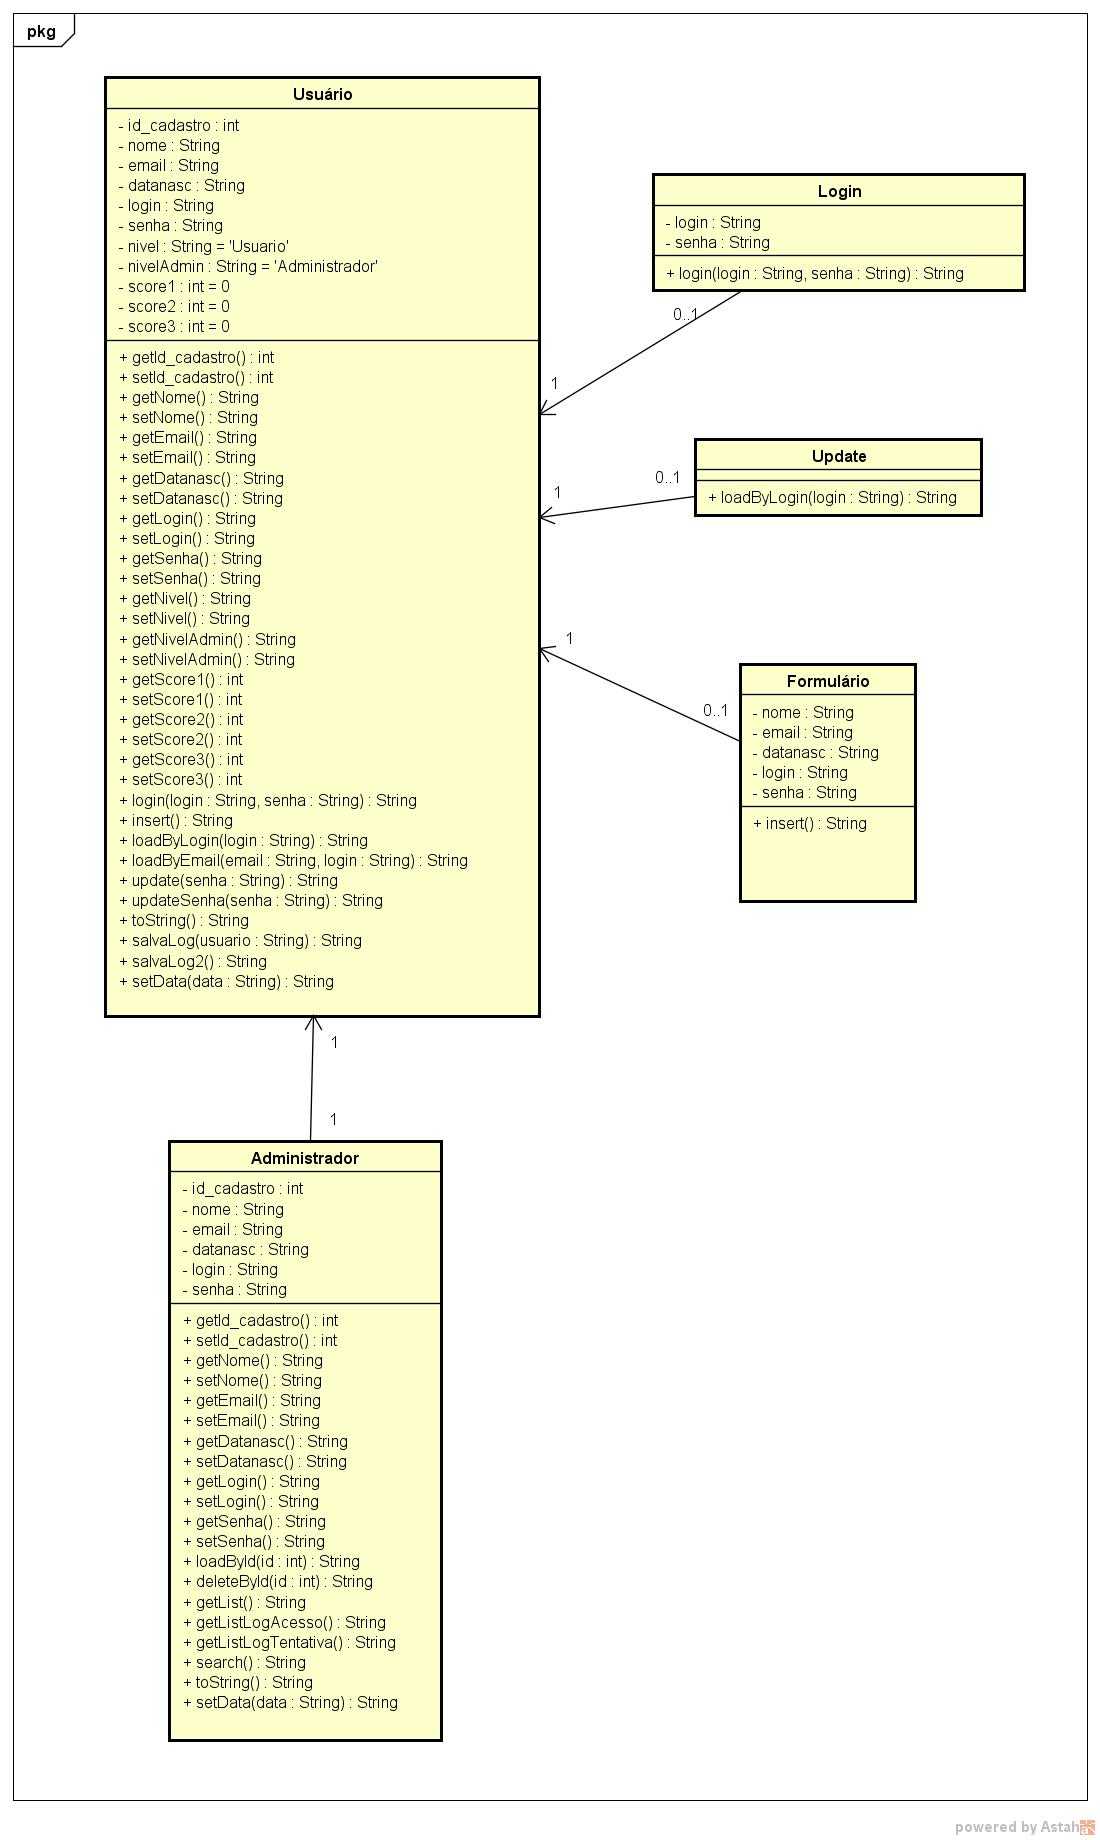 pkg
Usuário
- id_cadastro : int
- nome : String
- email : String
- datanasc : String
- login : String
- senha : String
- nivel : String = 'Usuario'
- nivelAdmin : String = 'Administrador'
- score1 : int = 0
- score2 : int = 0
- score3 : int = 0
+ getId_cadastro() : int
+ setId_cadastro() : int
+ getNome() : String
+ setNome() : String
+ getEmail() : String
+ setEmail() : String
+ getDatanasc() : String
+ setDatanasc() : String
+ getLogin() : String
+ setLogin() : String
+ getSenha() : String
+ setSenha() : String
+ getNivel() : String
+ setNivel() : String
+ getNivelAdmin() : String
+ setNivelAdmin() : String
+ getScore1() : int
+ setScore1() : int
+ getScore2() : int
+ setScore2() : int
+ getScore3() : int
+ setScore3() : int
+ login(login : String, senha : String) : String
+ insert() : String
+ loadByLogin(login : String) : String
+ loadByEmail(email : String, login : String) : String
+ update(senha : String) : String
+ updateSenha(senha : String) : String
+ toString() : String
+ salvaLog(usuario : String) : String
+ salvaLog2() : String
+ setData(data : String) : String
Login
- login : String
- senha : String
+ login(login : String, senha : String) : String
0..1
1
Update
+ loadByLogin(login : String) : String
0..1
1
1
Formulário
- nome : String
- email : String
- datanasc : String
- login : String
- senha : String
+ insert() : String
0..1
1
1
Administrador
- id_cadastro : int
- nome : String
- email : String
- datanasc : String
- login : String
- senha : String
+ getId_cadastro() : int
+ setId_cadastro() : int
+ getNome() : String
+ setNome() : String
+ getEmail() : String
+ setEmail() : String
+ getDatanasc() : String
+ setDatanasc() : String
+ getLogin() : String
+ setLogin() : String
+ getSenha() : String
+ setSenha() : String
+ loadById(id : int) : String
+ deleteById(id : int) : String
+ getList() : String
+ getListLogAcesso() : String
+ getListLogTentativa() : String
+ search() : String
+ toString() : String
+ setData(data : String) : String
powered by Astah